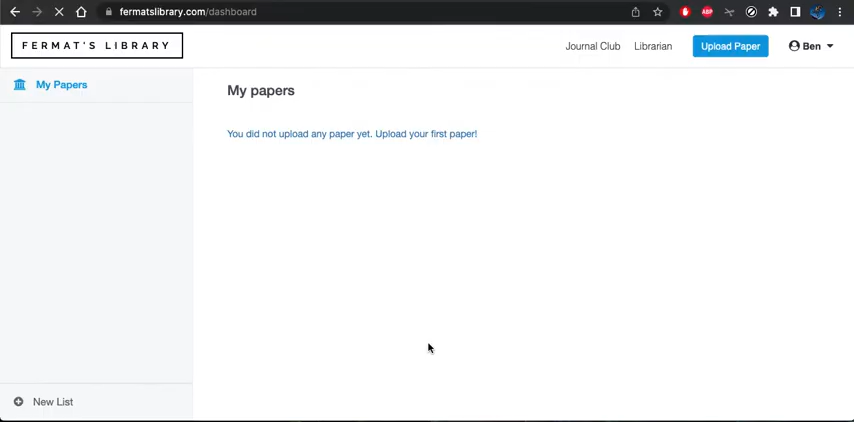 fermatslibrary.com/dashboard
ABP
FERMAT'S LIBRARY
Journal Club
Librarian
Upload Paper
Ben
My Papers
My papers
You did not upload any paper yet. Upload your first paper!
New List